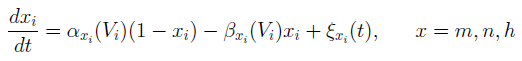 dx_i/dt = α_{x_i}(V_i)(1 − x_i) − β_{x_i}(V_i)x_i + ξ_{x_i}(t), x = m, n, h